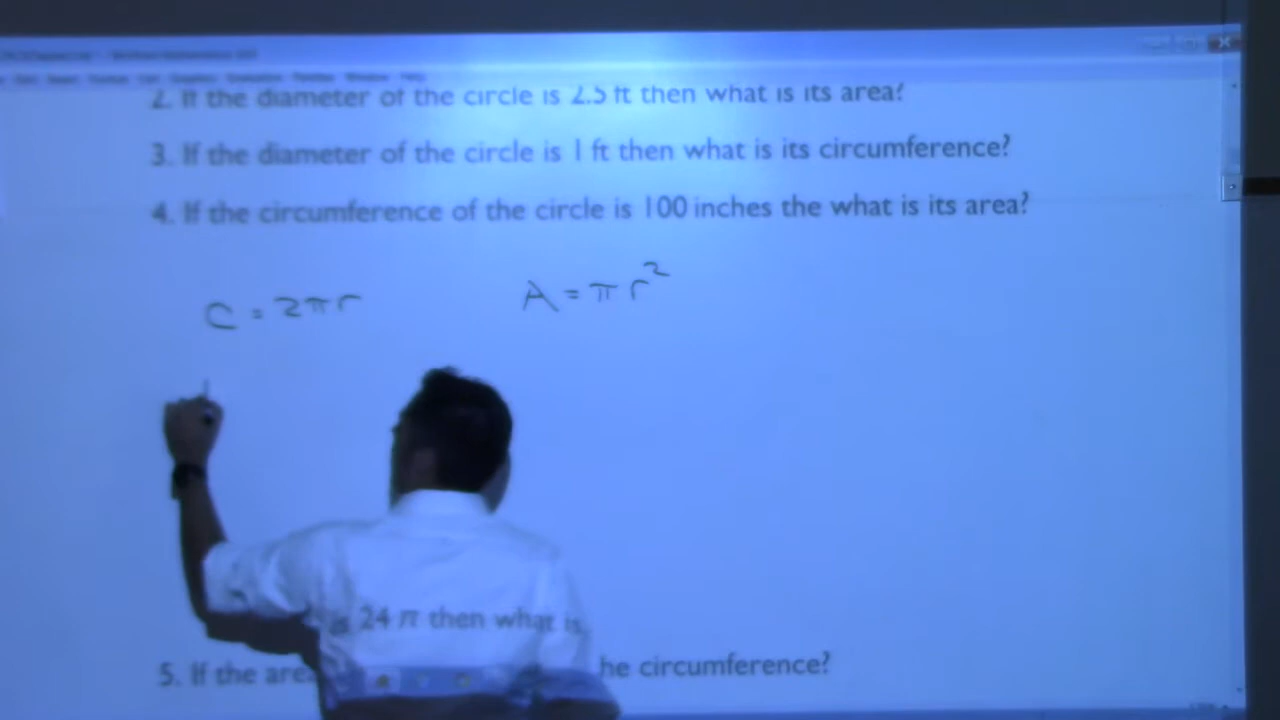 2. If the diameter of the circle is 2.5 ft then what is its area?
3. If the diameter of the circle is 1 ft then what is its circumference?
4. If the circumference of the circle is 100 inches the what is its area?
C = 2πr
A = πr²
is 24 π then what is
5. If the area he circumference?